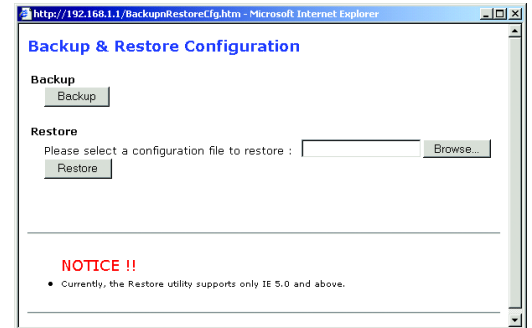 http://192.168.1.1/BackupnRestoreCfg.htm - Microsoft Internet Explorer
Backup & Restore Configuration
Backup
Backup
Restore
Please select a configuration file to restore : Browse...
Restore
NOTICE !!
• Currently, the Restore utility supports only IE 5.0 and above.